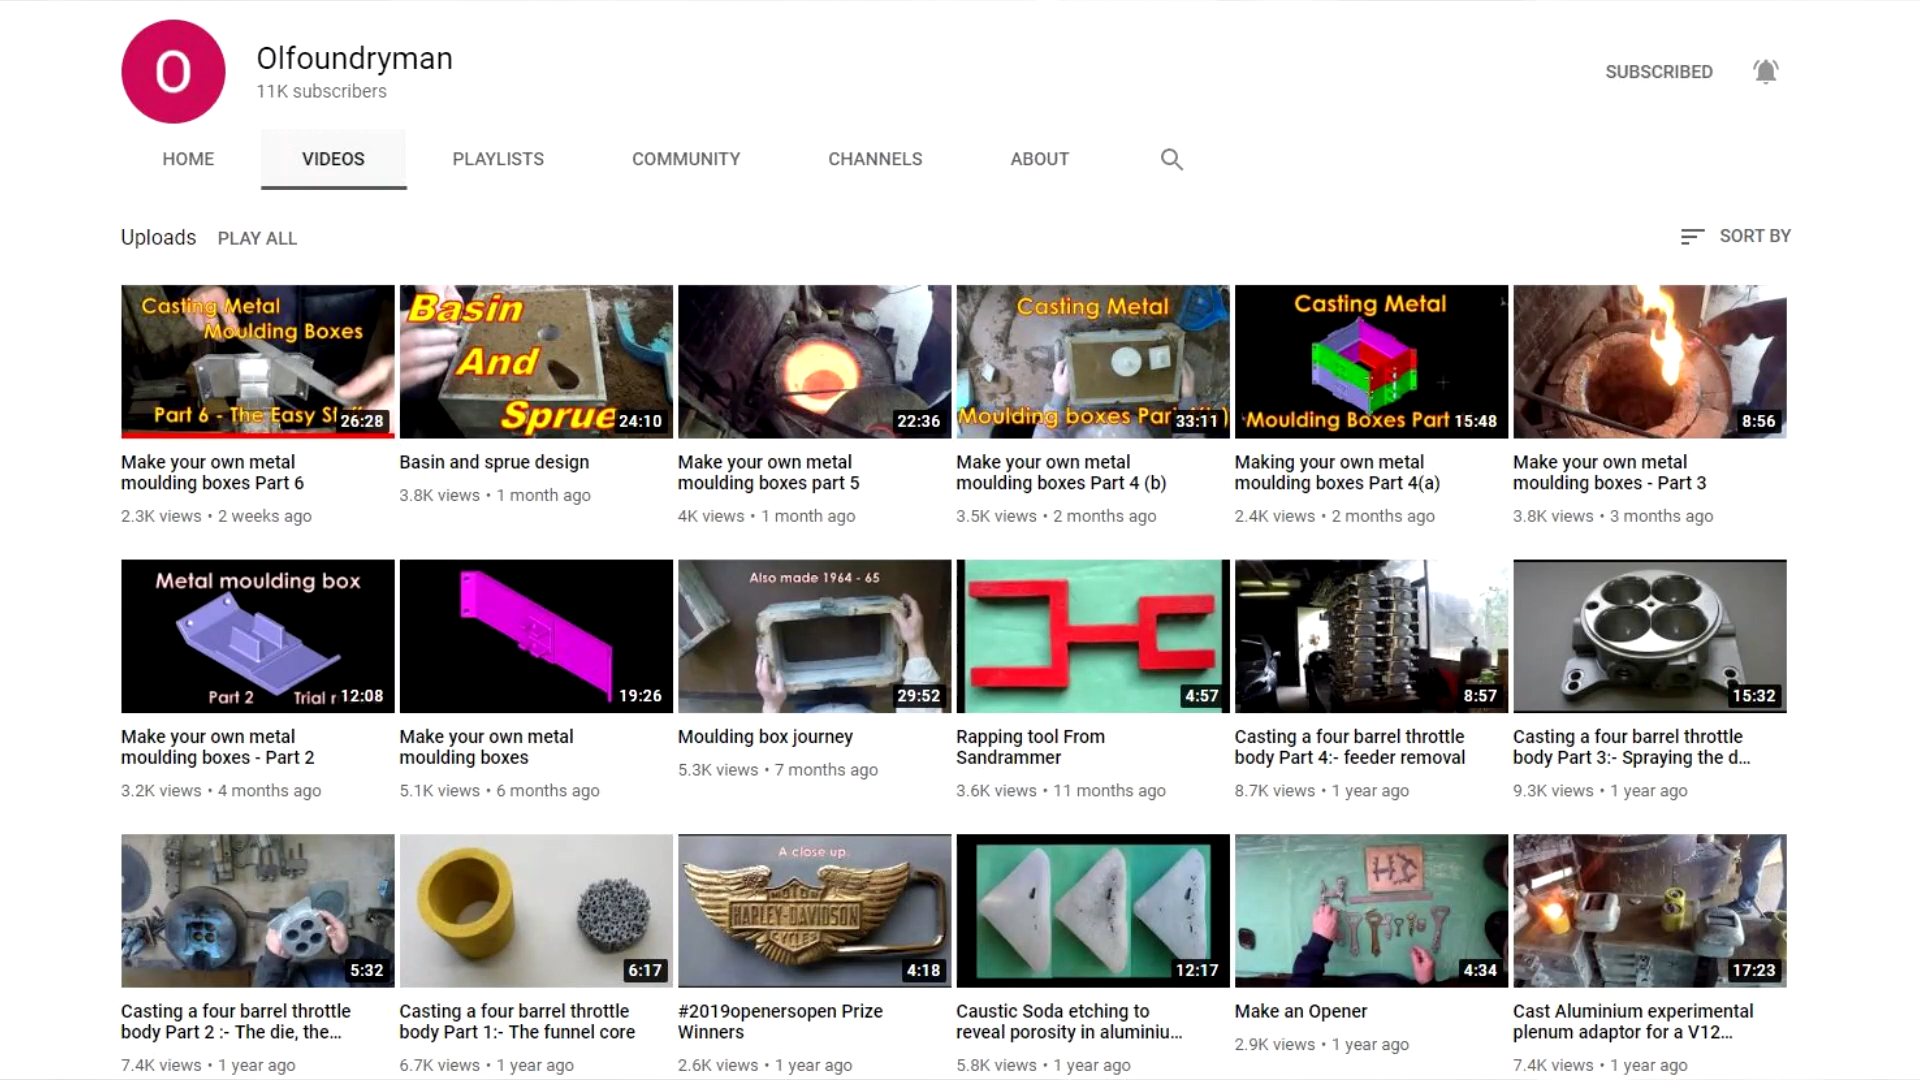 O
Olfoundryman
11K subscribers
SUBSCRIBED
HOME
VIDEOS
PLAYLISTS
COMMUNITY
CHANNELS
ABOUT
Uploads
PLAY ALL
SORT BY
Casting Metal
Moulding Boxes
Part 6 - The Easy St
26:28
Basin
And
Sprue
24:10
22:36
Casting Metal
Moulding boxes Par
33:11
Casting Metal
Moulding Boxes Part
15:48
8:56
Make your own metal
moulding boxes Part 6
2.3K views • 2 weeks ago
Basin and sprue design
3.8K views • 1 month ago
Make your own metal
moulding boxes part 5
4K views • 1 month ago
Make your own metal
moulding boxes Part 4 (b)
3.5K views • 2 months ago
Making your own metal
moulding boxes Part 4(a)
2.4K views • 2 months ago
Make your own metal
moulding boxes - Part 3
3.8K views • 3 months ago
Metal moulding box
Part 2
Trial r
12:08
19:26
Also made 1964 - 65
29:52
4:57
8:57
15:32
Make your own metal
moulding boxes - Part 2
3.2K views • 4 months ago
Make your own metal
moulding boxes
5.1K views • 6 months ago
Moulding box journey
5.3K views • 7 months ago
Rapping tool From
Sandrammer
3.6K views • 11 months ago
Casting a four barrel throttle
body Part 4:- feeder removal
8.7K views • 1 year ago
Casting a four barrel throttle
body Part 3:- Spraying the d...
9.3K views • 1 year ago
5:32
6:17
A close up.
MOTOR
HARLEY-DAVIDSON
CYCLES
4:18
12:17
4:34
17:23
Casting a four barrel throttle
body Part 2 :- The die, the...
7.4K views • 1 year ago
Casting a four barrel throttle
body Part 1:- The funnel core
6.7K views • 1 year ago
#2019openersopen Prize
Winners
2.6K views • 1 year ago
Caustic Soda etching to
reveal porosity in aluminiu...
5.8K views • 1 year ago
Make an Opener
2.9K views • 1 year ago
Cast Aluminium experimental
plenum adaptor for a V12...
7.4K views • 1 year ago